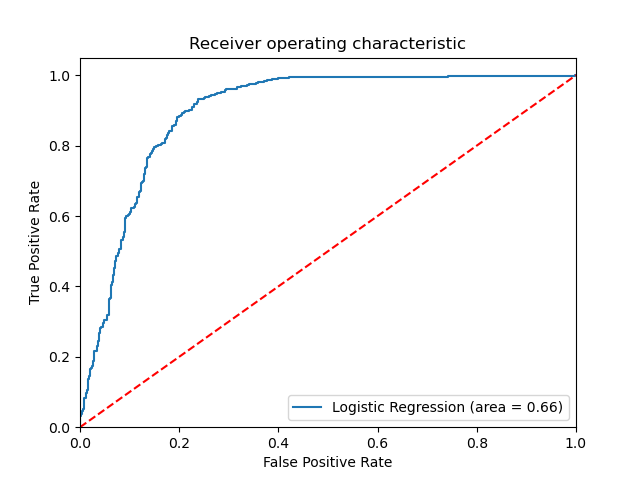 Receiver operating characteristic
True Positive Rate
1.0
0.8
0.6
0.4
0.2
0.0
0.0 0.2 0.4 0.6 0.8 1.0
False Positive Rate
Logistic Regression (area = 0.66)